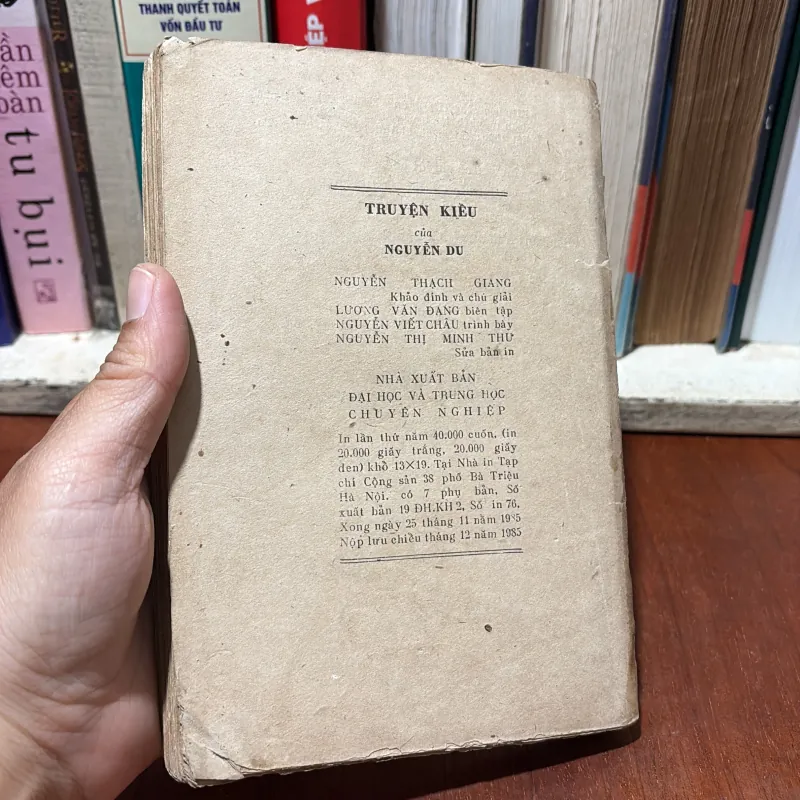 THANH QUYẾT TOÁN
VỐN ĐẦU TƯ
tu bụi
TRUYỆN KIỀU
của
NGUYỄN DU
NGUYỄN THẠCH GIANG
Khảo đính và chú giải
LƯƠNG VĂN ĐANG biên tập
NGUYỄN VIẾT CHÂU trình bày
NGUYỄN THỊ MINH THƯ
Sửa bản in
NHÀ XUẤT BẢN
ĐẠI HỌC VÀ TRUNG HỌC
CHUYÊN NGHIỆP
In lần thứ năm 40.000 cuốn, (in
20.000 giấy trắng, 20.000 giấy
đen) khổ 13×19. Tại Nhà in Tạp
chí Cộng sản 38 phố Bà Triệu
Hà Nội. có 7 phụ bản, Số
xuất bản 19 ĐH.KH 2, Số in 76,
Xong ngày 25 tháng 11 năm 1985
Nộp lưu chiểu tháng 12 năm 1985